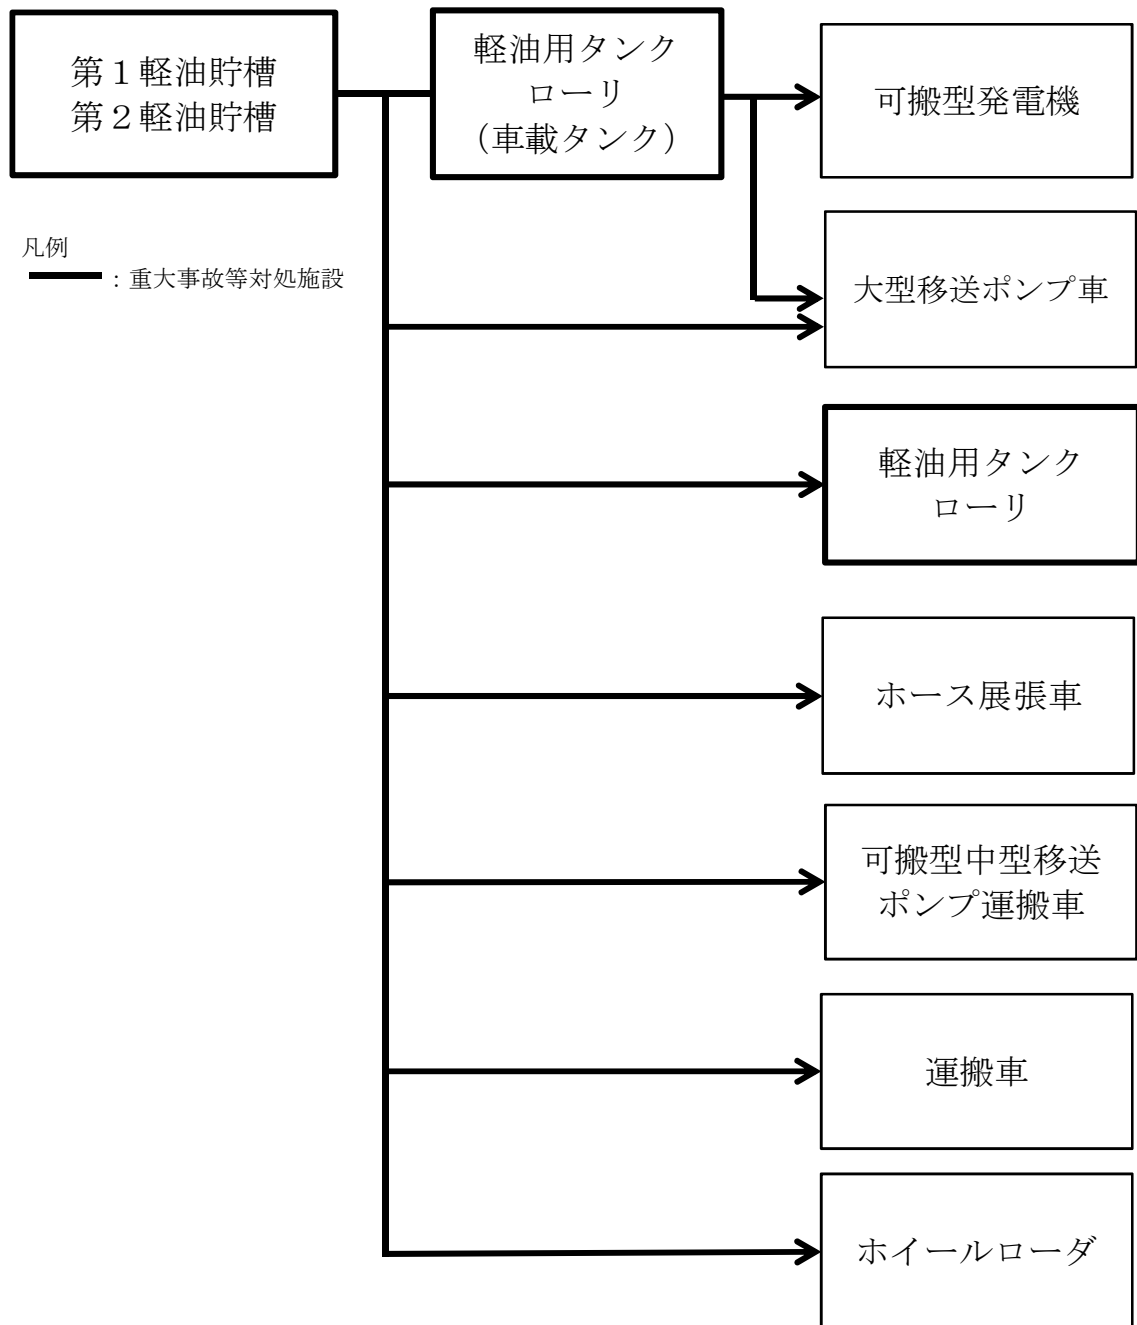 第１軽油貯槽
第２軽油貯槽
軽油用タンク
ローリ
（車載タンク）
可搬型発電機
凡例
：重大事故等対処施設
大型移送ポンプ車
軽油用タンク
ローリ
ホース展張車
可搬型中型移送
ポンプ運搬車
運搬車
ホイールローダ